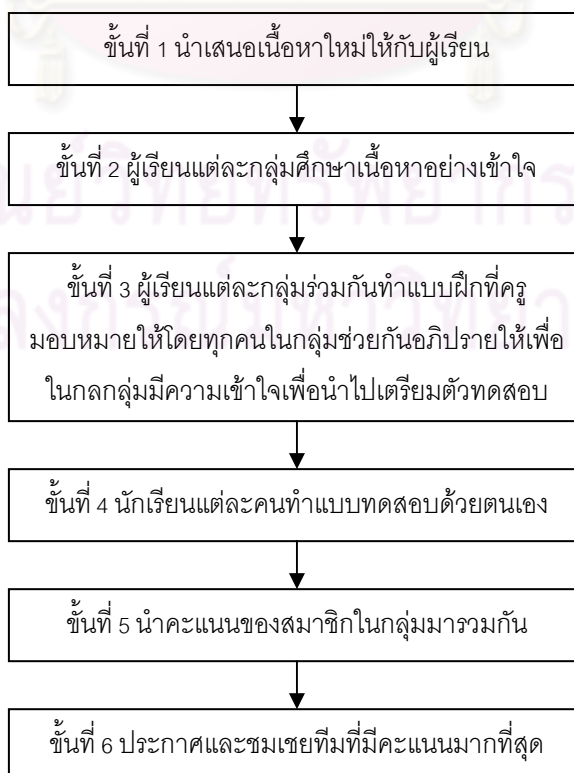 ขั้นที่ 1 นำเสนอเนื้อหาใหม่ให้กับผู้เรียน
ขั้นที่ 2 ผู้เรียนแต่ละกลุ่มศึกษาเนื้อหาอย่างเข้าใจ
ขั้นที่ 3 ผู้เรียนแต่ละกลุ่มร่วมกันทำแบบฝึกที่ครู
มอบหมายให้โดยทุกคนในกลุ่มช่วยกันอภิปรายให้เพื่อ
ในกลกลุ่มมีความเข้าใจเพื่อนำไปเตรียมตัวทดสอบ
ขั้นที่ 4 นักเรียนแต่ละคนทำแบบทดสอบด้วยตนเอง
ขั้นที่ 5 นำคะแนนของสมาชิกในกลุ่มมารวมกัน
ขั้นที่ 6 ประกาศและชมเชยทีมที่มีคะแนนมากที่สุด